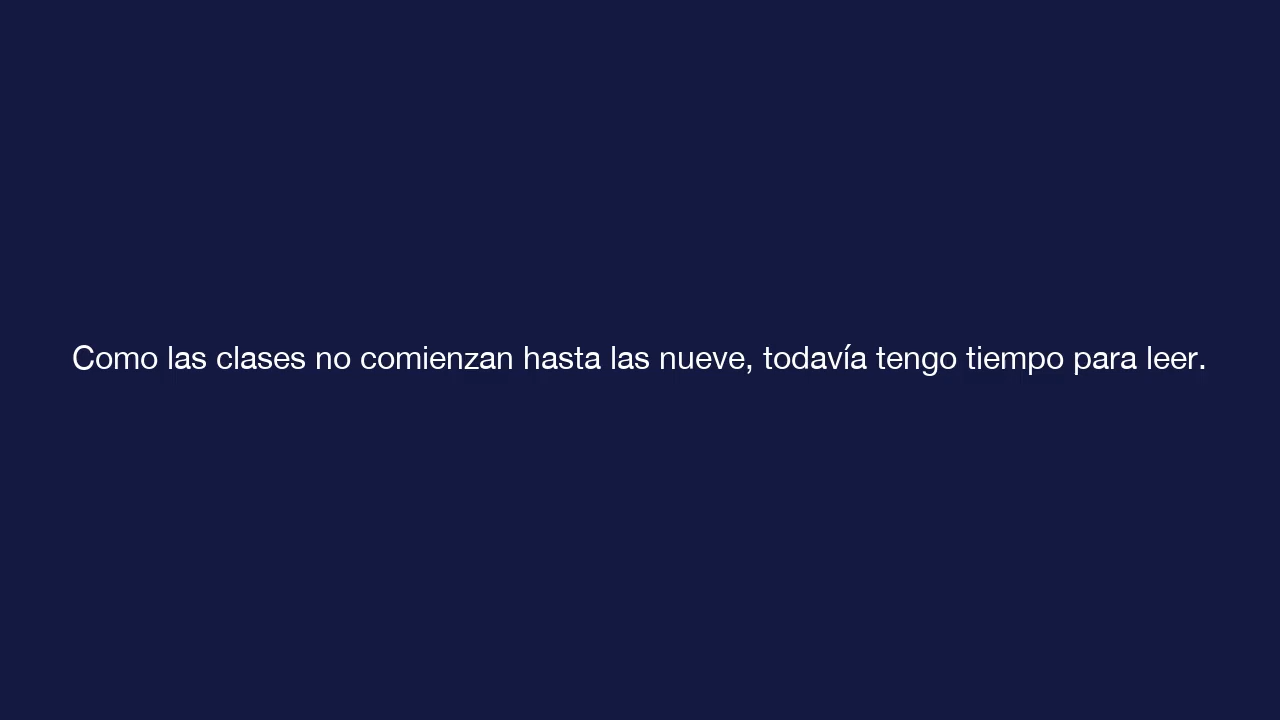 Como las clases no comienzan hasta las nueve, todavía tengo tiempo para leer.